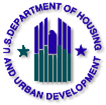 U.S. DEPARTMENT OF HOUSING
AND URBAN DEVELOPMENT